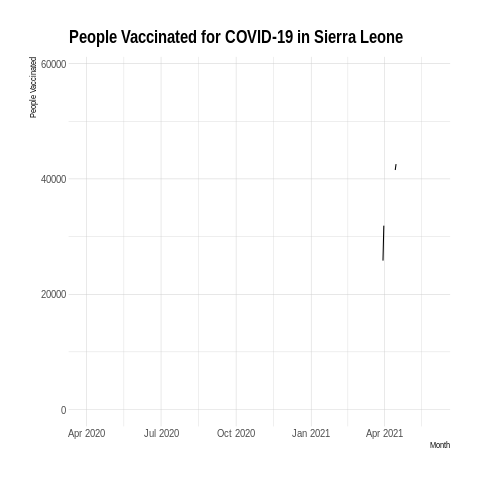 People Vaccinated for COVID-19 in Sierra Leone
People Vaccinated
60000
40000
20000
0
Apr 2020 Jul 2020 Oct 2020 Jan 2021 Apr 2021
Month